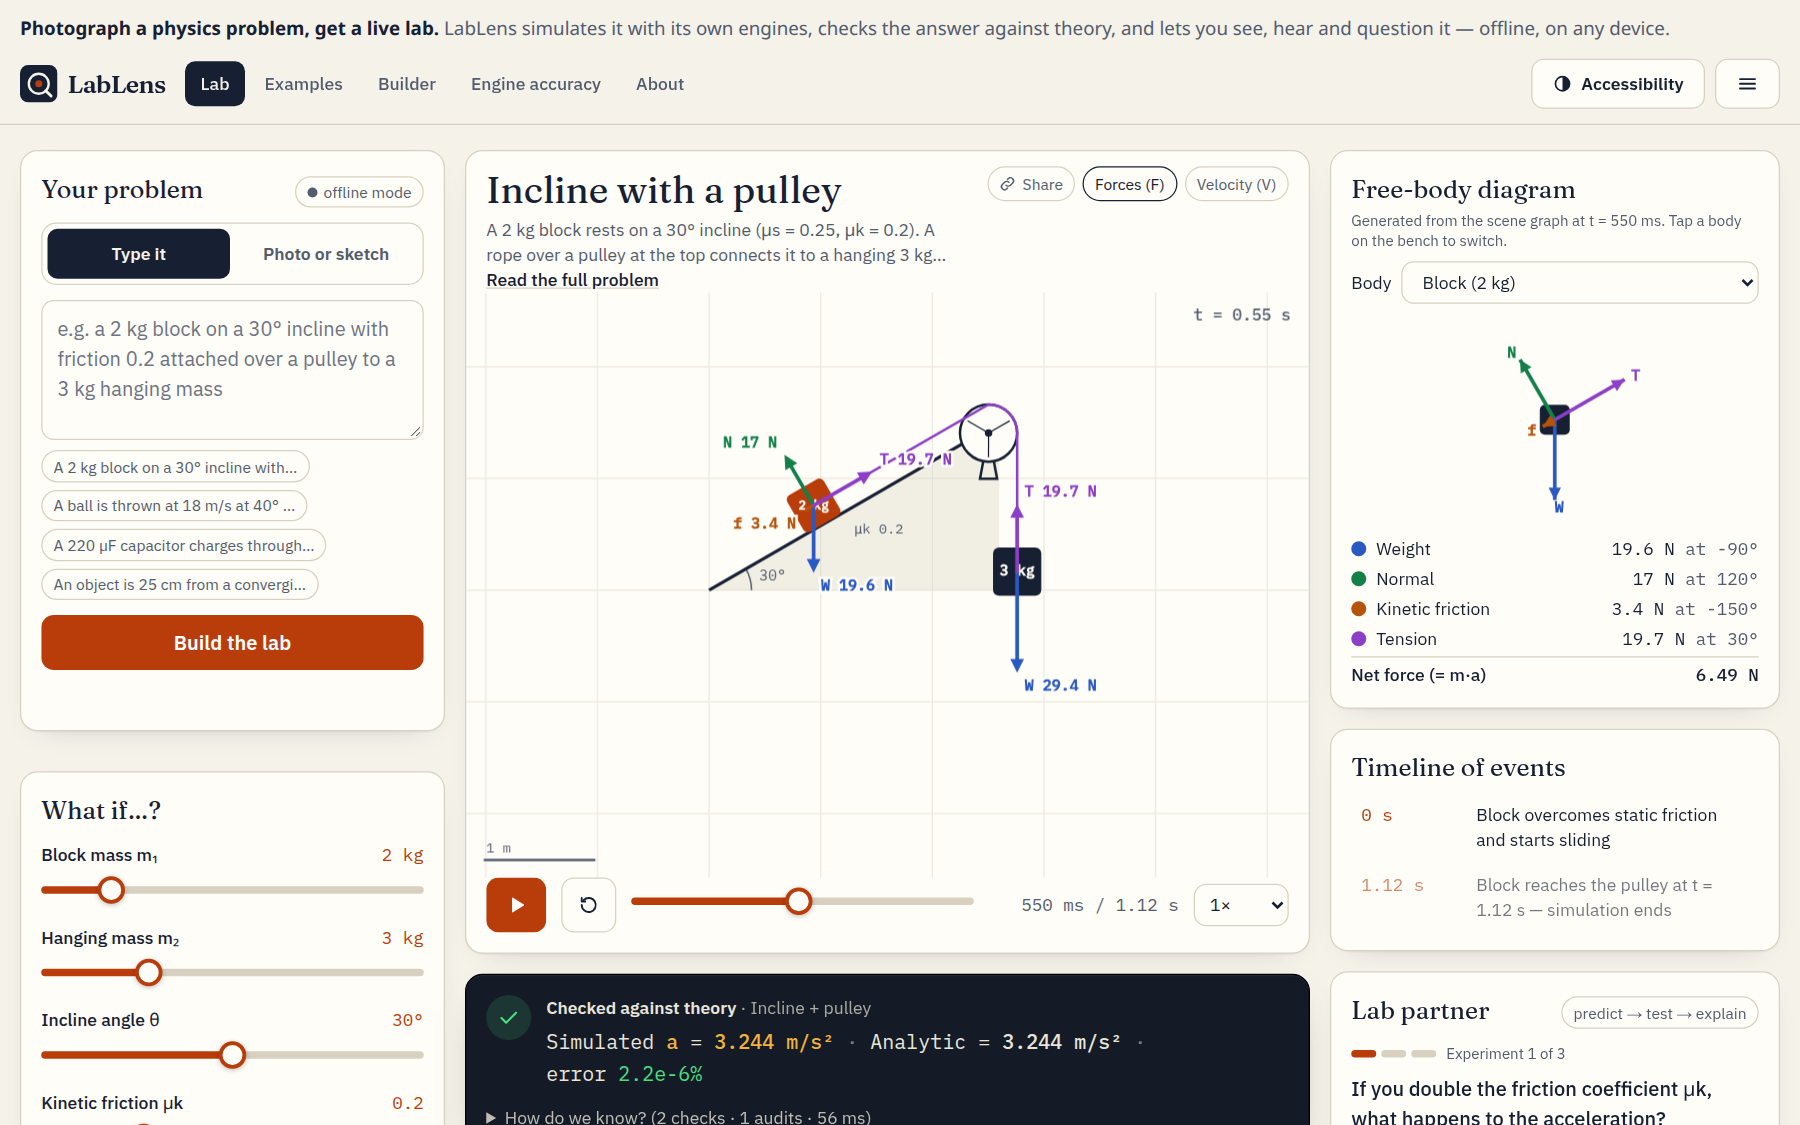 Photograph a physics problem, get a live lab. LabLens simulates it with its own engines, checks the answer against theory, and lets you see, hear and question it — offline, on any device.
LabLens
Lab
Examples
Builder
Engine accuracy
About
Accessibility
Your problem
offline mode
Type it
Photo or sketch
e.g. a 2 kg block on a 30° incline with
friction 0.2 attached over a pulley to a
3 kg hanging mass
A 2 kg block on a 30° incline with...
A ball is thrown at 18 m/s at 40° ...
A 220 µF capacitor charges through...
An object is 25 cm from a convergi...
Build the lab
What if...?
Block mass m₁
2 kg
Hanging mass m₂
3 kg
Incline angle θ
30°
Kinetic friction µk
0.2
Incline with a pulley
Share
Forces (F)
Velocity (V)
A 2 kg block rests on a 30° incline (µs = 0.25, µk = 0.2). A
rope over a pulley at the top connects it to a hanging 3 kg...
Read the full problem
t = 0.55 s
N 17 N
T 19.7 N
2 kg
T 19.7 N
f 3.4 N
µk 0.2
3 kg
30°
W 19.6 N
W 29.4 N
1 m
550 ms / 1.12 s
1×
Checked against theory · Incline + pulley
Simulated a = 3.244 m/s² · Analytic = 3.244 m/s² ·
error 2.2e-6%
How do we know? (2 checks · 1 audits · 56 ms)
Free-body diagram
Generated from the scene graph at t = 550 ms. Tap a body
on the bench to switch.
Body
Block (2 kg)
N
T
f
W
Weight
19.6 N at -90°
Normal
17 N at 120°
Kinetic friction
3.4 N at -150°
Tension
19.7 N at 30°
Net force (= m·a)
6.49 N
Timeline of events
0 s
Block overcomes static friction
and starts sliding
1.12 s
Block reaches the pulley at t =
1.12 s — simulation ends
Lab partner
predict → test → explain
Experiment 1 of 3
If you double the friction coefficient µk,
what happens to the acceleration?